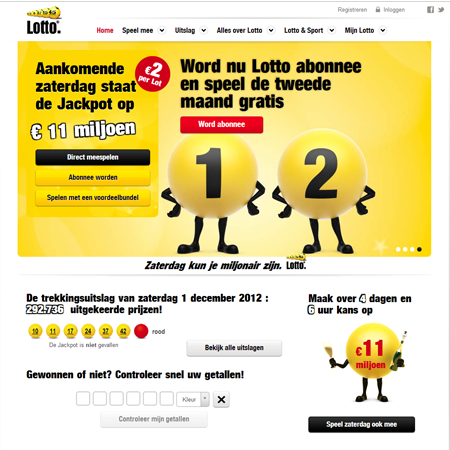 Registreren Inloggen
Lotto.
Home Speel mee Uitslag Alles over Lotto Lotto & Sport Mijn Lotto
Aankomende
zaterdag staat
de Jackpot op
€ 11 miljoen
€2
per Lot
Direct meespelen
Abonnee worden
Spelen met een voordeelbundel
Word nu Lotto abonnee
en speel de tweede
maand gratis
Word abonnee
1 2
Zaterdag kun je miljonair zijn. Lotto.
De trekkingsuitslag van zaterdag 1 december 2012 :
292.736 uitgekeerde prijzen!
10 11 17 24 37 42 rood
De Jackpot is niet gevallen
Bekijk alle uitslagen
Gewonnen of niet? Controleer snel uw getallen!
Kleur
Controleer mijn getallen
Maak over 4 dagen en
6 uur kans op
€11
miljoen
Speel zaterdag ook mee